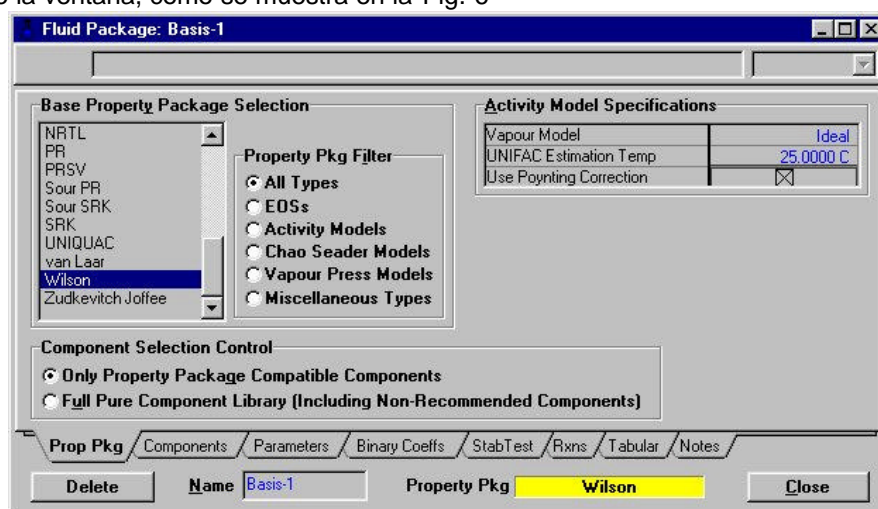 la ventana, como se muestra en la Fig.
Fluid Package: Basis-1
Base Property Package Selection
NRTL
PR
PRSV
Sour PR
Sour SRK
SRK
UNIQUAC
van Laar
Wilson
Zudkevitch Joffee
Property Pkg Filter
All Types
EOSs
Activity Models
Chao Seader Models
Vapour Press Models
Miscellaneous Types
Activity Model Specifications
Vapour Model Ideal
UNIFAC Estimation Temp 25.0000 C
Use Poynting Correction
Component Selection Control
Only Property Package Compatible Components
Full Pure Component Library (Including Non-Recommended Components)
Prop Pkg Components Parameters Binary Coeffs StabTest Rxns Tabular Notes
Delete Name Basis-1 Property Pkg Wilson Close